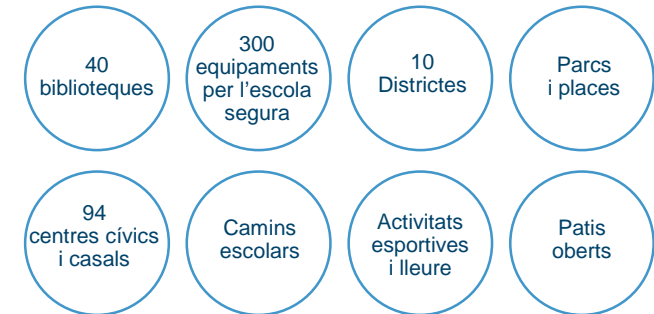 40
biblioteques
300
equipaments
per l'escola
segura
10
Districtes
Parcs
i places
94
centres cívics
i casals
Camins
escolars
Activitats
esportives
i lleure
Patis
oberts